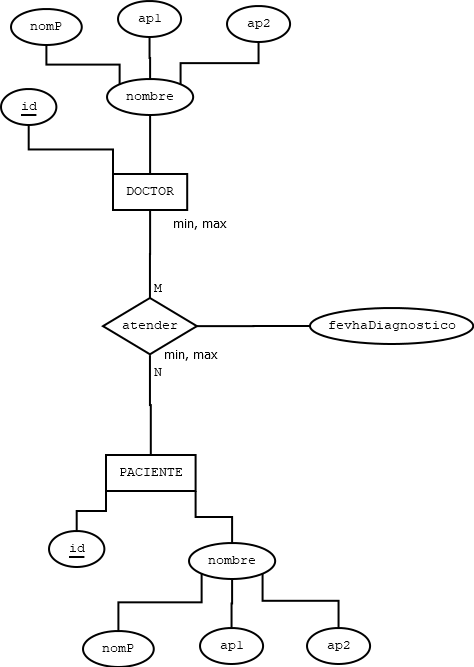 nomP
ap1
ap2
nombre
id
DOCTOR
min, max
M
atender
fevhaDiagnostico
min, max
N
PACIENTE
id
nombre
nomP
ap1
ap2